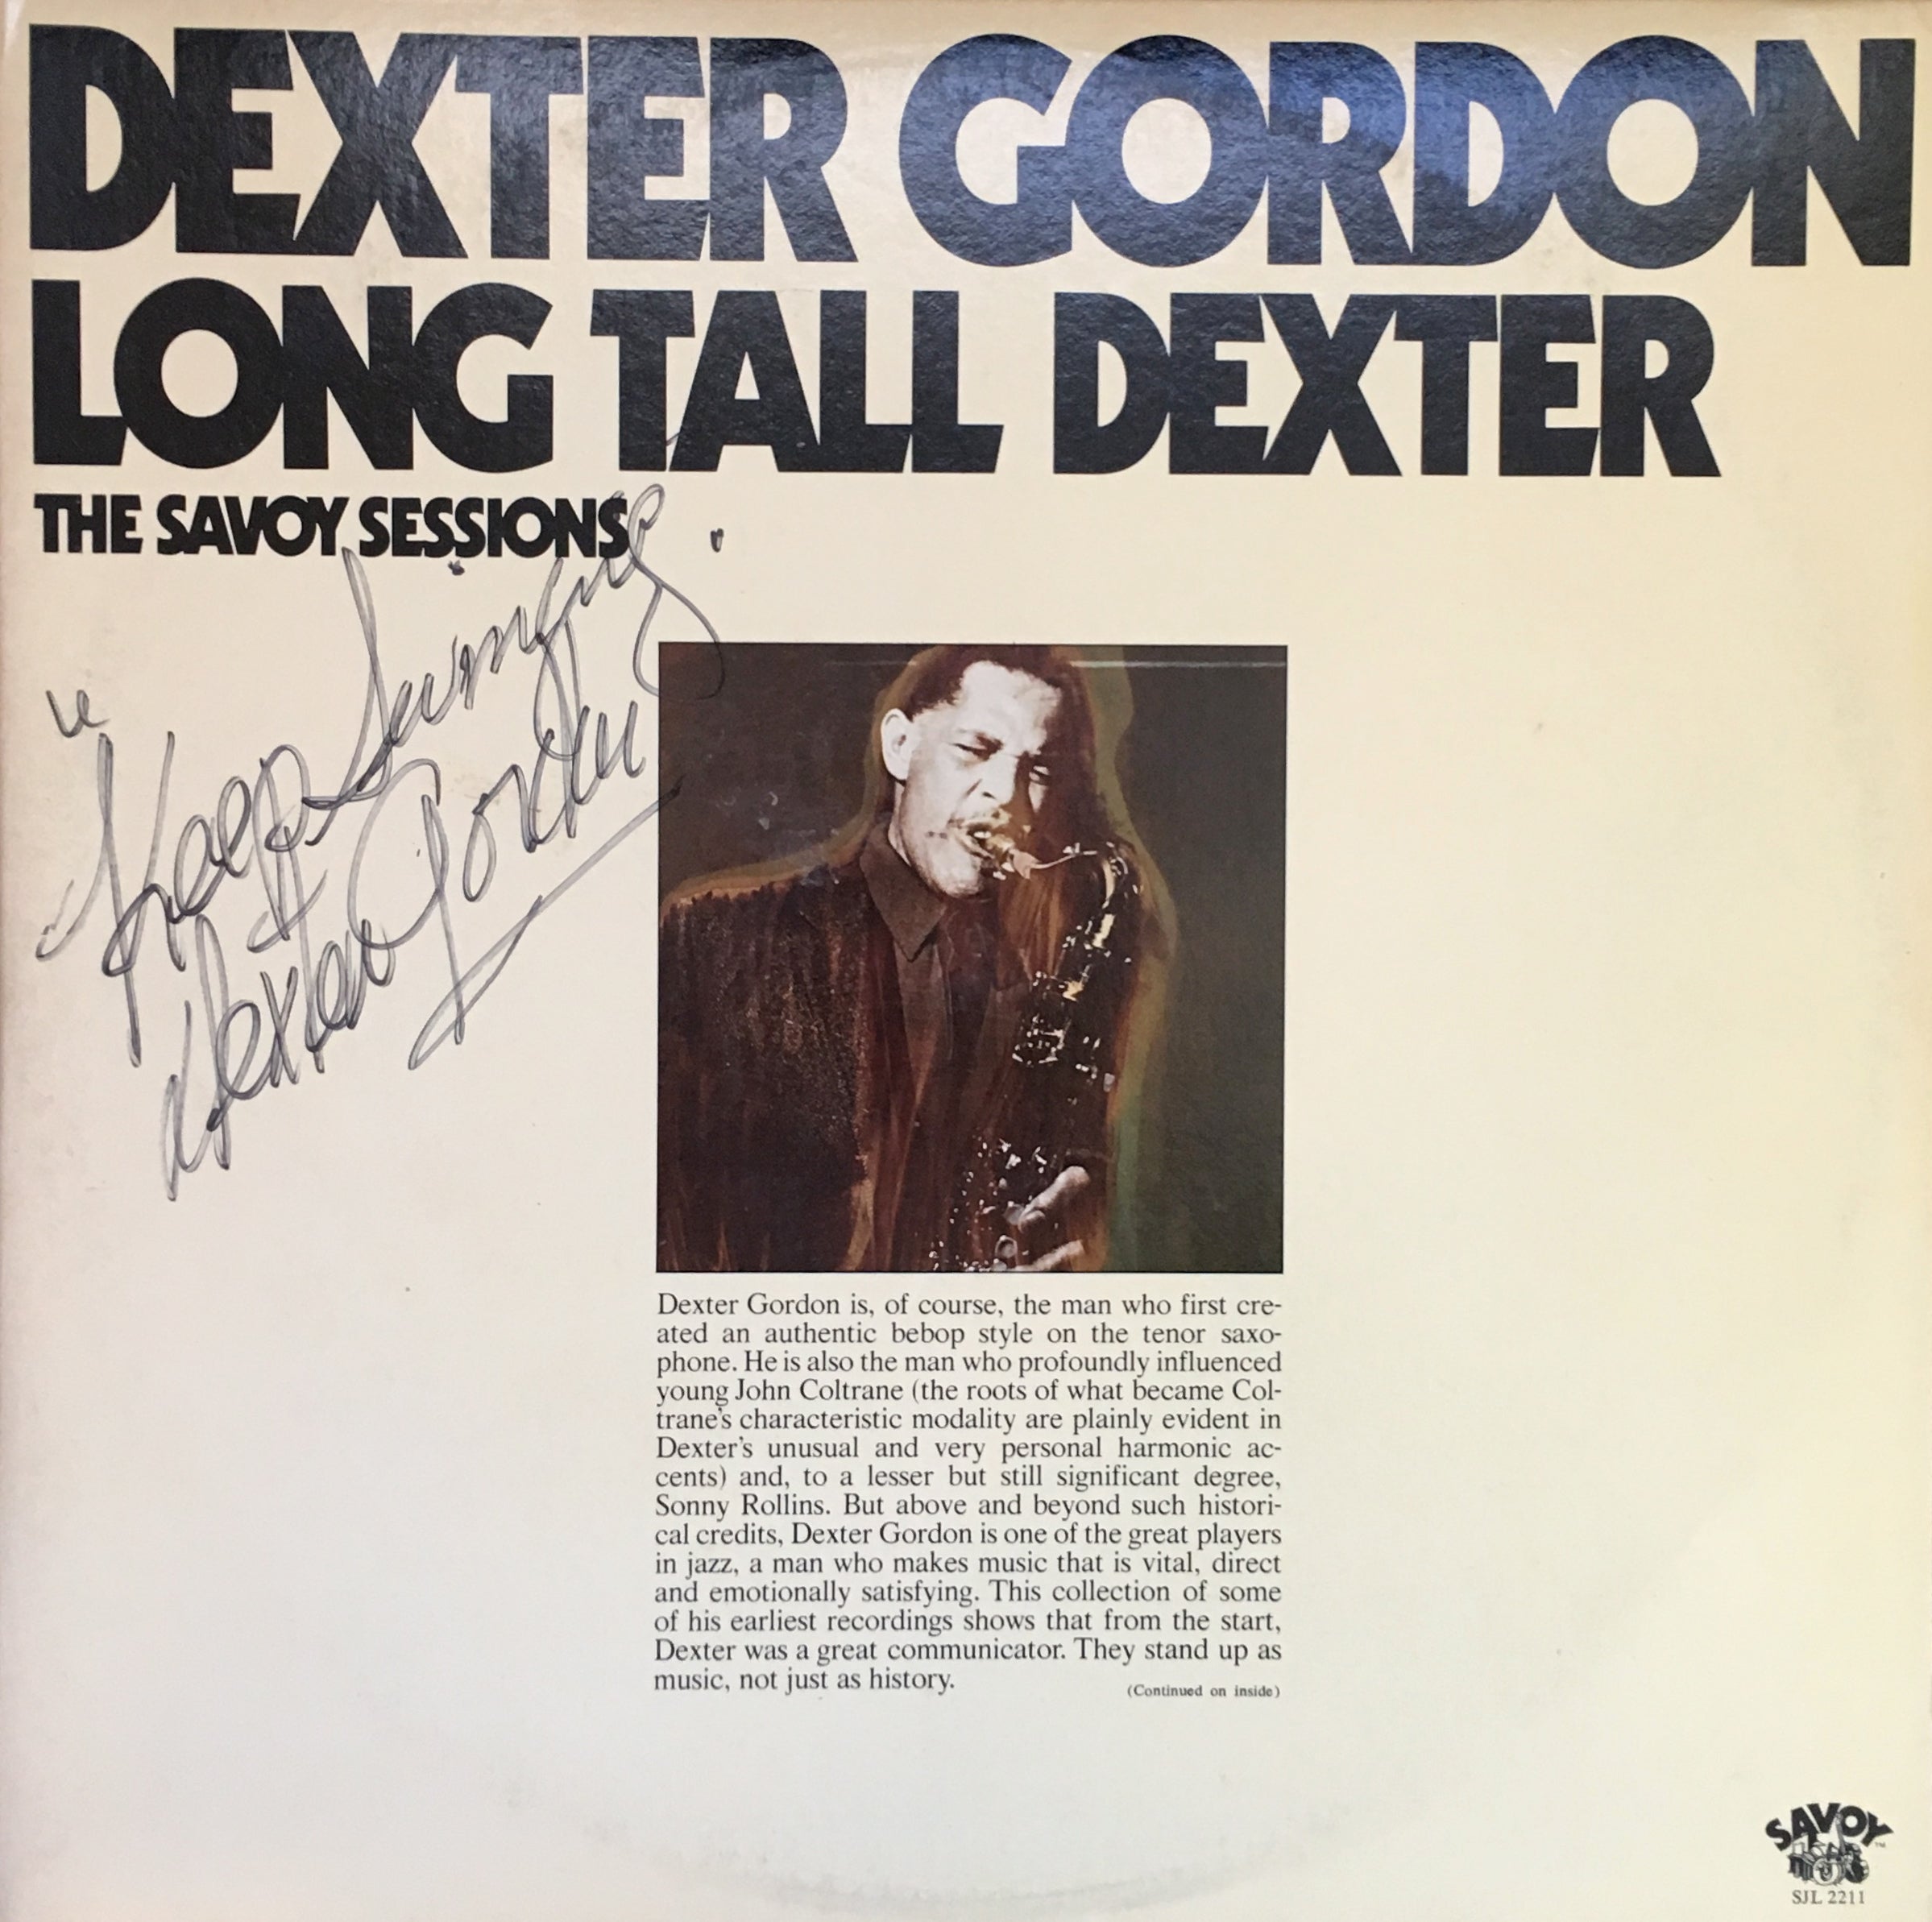 DEXTER GORDON
LONG TALL DEXTER
THE SAVOY SESSIONS
"Keep Swinging"
Dexter Gordon
Dexter Gordon is, of course, the man who first cre-
ated an authentic bebop style on the tenor saxo-
phone. He is also the man who profoundly influenced
young John Coltrane (the roots of what became Col-
trane's characteristic modality are plainly evident in
Dexter's unusual and very personal harmonic ac-
cents) and, to a lesser but still significant degree,
Sonny Rollins. But above and beyond such histori-
cal credits, Dexter Gordon is one of the great players
in jazz, a man who makes music that is vital, direct
and emotionally satisfying. This collection of some
of his earliest recordings shows that from the start,
Dexter was a great communicator. They stand up as
music, not just as history.
(Continued on inside)
SAVOY™
SJL 2211